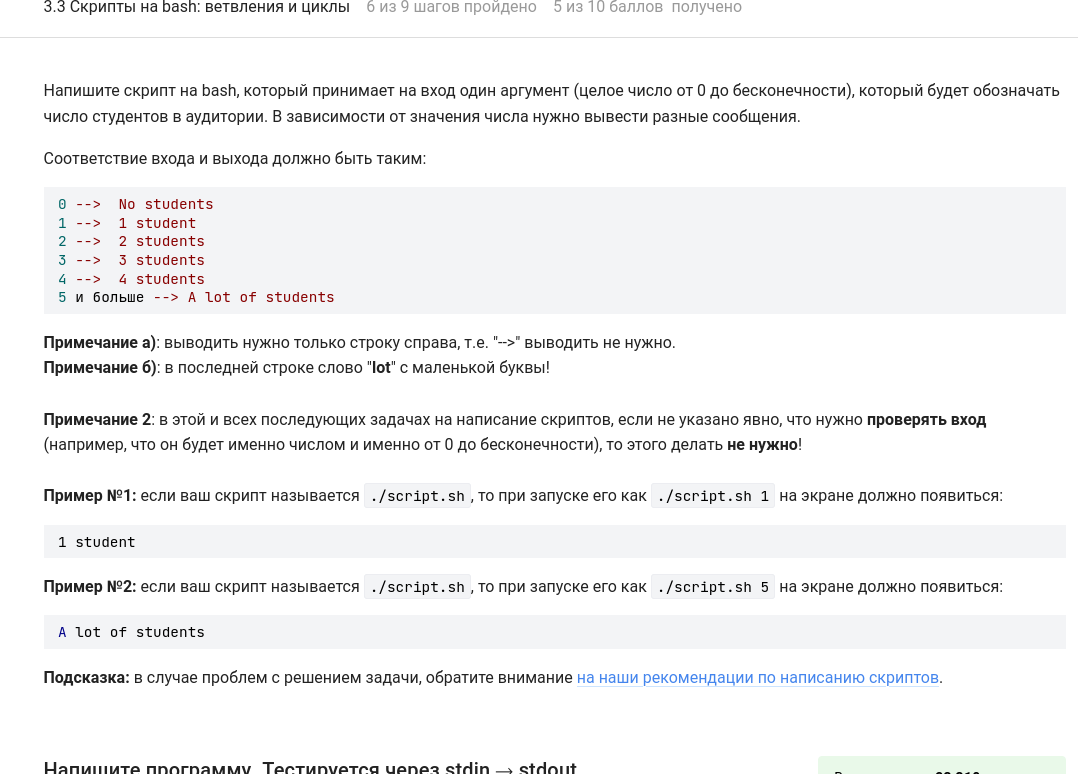 3.3 Скрипты на bash: ветвления и циклы 6 из 9 шагов пройдено 5 из 10 баллов получено
Напишите скрипт на bash, который принимает на вход один аргумент (целое число от 0 до бесконечности), который будет обозначать
число студентов в аудитории. В зависимости от значения числа нужно вывести разные сообщения.
Соответствие входа и выхода должно быть таким:
0 --> No students
1 --> 1 student
2 --> 2 students
3 --> 3 students
4 --> 4 students
5 и больше --> A lot of students
Примечание а): выводить нужно только строку справа, т.е. "-->" выводить не нужно.
Примечание б): в последней строке слово "lot" с маленькой буквы!
Примечание 2: в этой и всех последующих задачах на написание скриптов, если не указано явно, что нужно проверять вход
(например, что он будет именно числом и именно от 0 до бесконечности), то этого делать не нужно!
Пример №1: если ваш скрипт называется ./script.sh, то при запуске его как ./script.sh 1 на экране должно появиться:
1 student
Пример №2: если ваш скрипт называется ./script.sh, то при запуске его как ./script.sh 5 на экране должно появиться:
A lot of students
Подсказка: в случае проблем с решением задачи, обратите внимание на наши рекомендации по написанию скриптов.
Напишите программу. Тестируется через stdin → stdout